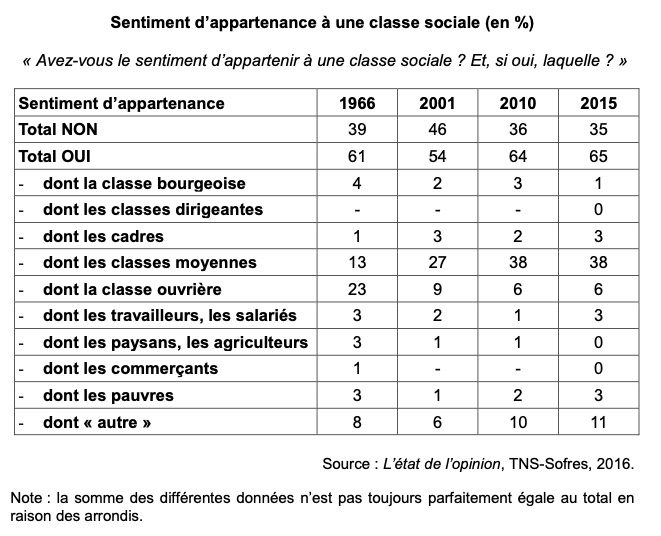 Sentiment d’appartenance à une classe sociale (en %)
« Avez-vous le sentiment d’appartenir à une classe sociale ? Et, si oui, laquelle ? »
Sentiment d’appartenance 1966 2001 2010 2015
Total NON 39 46 36 35
Total OUI 61 54 64 65
- dont la classe bourgeoise 4 2 3 1
- dont les classes dirigeantes - - - 0
- dont les cadres 1 3 2 3
- dont les classes moyennes 13 27 38 38
- dont la classe ouvrière 23 9 6 6
- dont les travailleurs, les salariés 3 2 1 3
- dont les paysans, les agriculteurs 3 1 1 0
- dont les commerçants 1 - - 0
- dont les pauvres 3 1 2 3
- dont « autre » 8 6 10 11
Source : L’état de l’opinion, TNS-Sofres, 2016.
Note : la somme des différentes données n’est pas toujours parfaitement égale au total en
raison des arrondis.